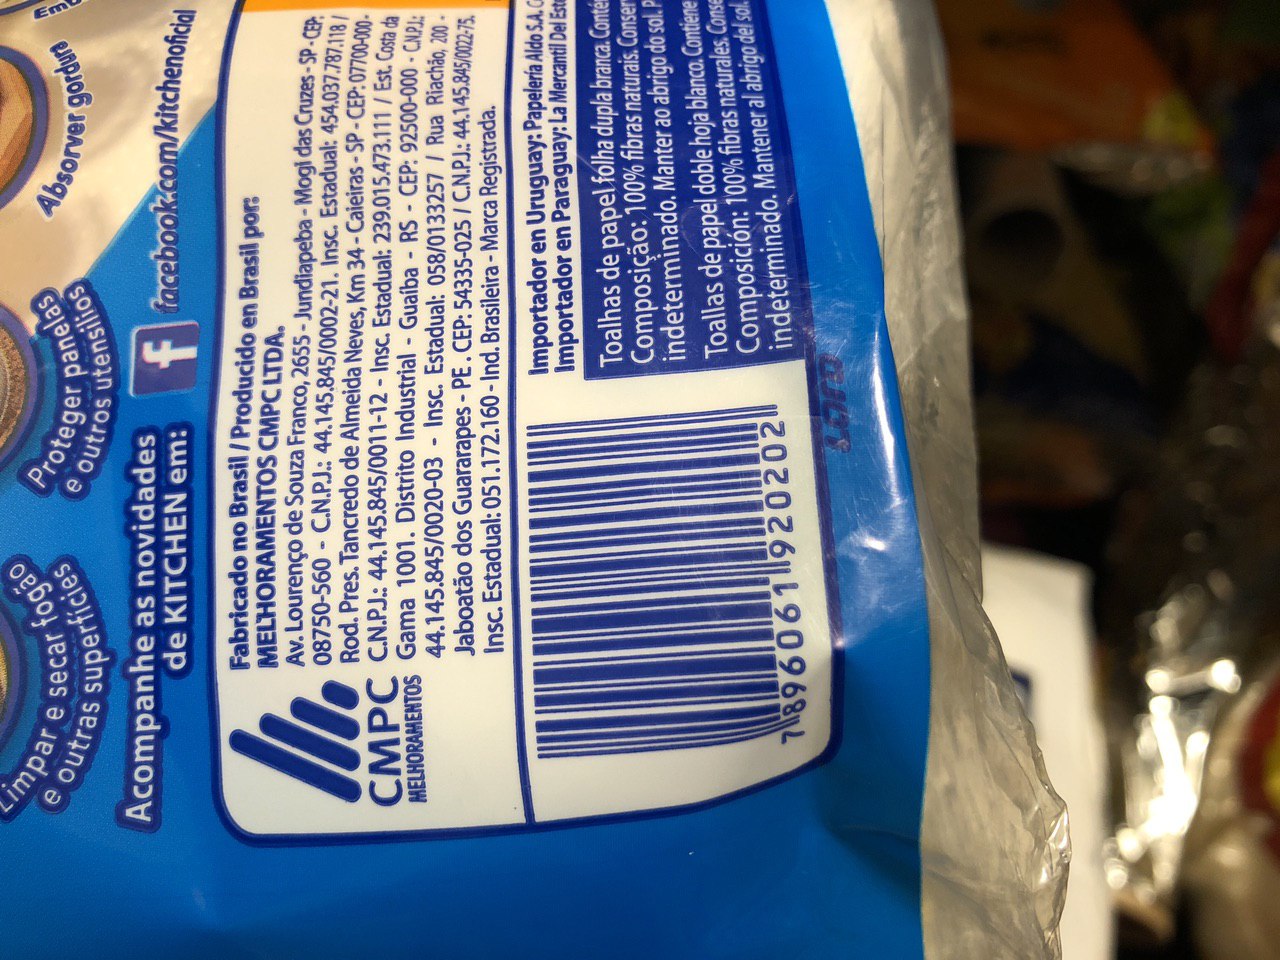 Absorver gordura
Proteger panelas
e outros utensílios
Limpar e secar fogão
e outras superfícies
Acompanhe as novidades
de KITCHEN em:
f
facebook.com/kitchenoficial
CMPC
MELHORAMENTOS
Fabricado no Brasil / Producido en Brasil por:
MELHORAMENTOS CMPC LTDA.
Av. Lourenço de Souza Franco, 2655 - Jundiapeba - Mogi das Cruzes - SP - CEP:
08750-560 - C.N.P.J.: 44.145.845/0002-21. Insc. Estadual: 454.037.787.118 /
Rod. Pres. Tancredo de Almeida Neves, Km 34 - Caieiras - SP - CEP: 07700-000-
C.N.P.J.: 44.145.845/0011-12 - Insc. Estadual: 239.015.473.111 / Est. Costa da
Gama 1001. Distrito Industrial - Guaíba - RS - CEP: 92500-000 - C.N.P.J.:
44.145.845/0020-03 - Insc. Estadual: 058/0133257 / Rua Riachão, 200 -
Jaboatão dos Guararapes - PE . CEP: 54335-025 / C.N.P.J.: 44.145.845/0022-75.
Insc. Estadual: 051.172.160 - Ind. Brasileira - Marca Registrada.
Importador en Uruguay: Papelería Aldo S.A.
Importador en Paraguay: La Mercantil Del Este
Toalhas de papel folha dupla branca.
Composição: 100% fibras naturais.
indeterminado. Manter ao abrigo do sol.
Toallas de papel doble hoja blanco. Contiene
Composición: 100% fibras naturales.
indeterminado. Mantener al abrigo del sol.
7 896061 920202